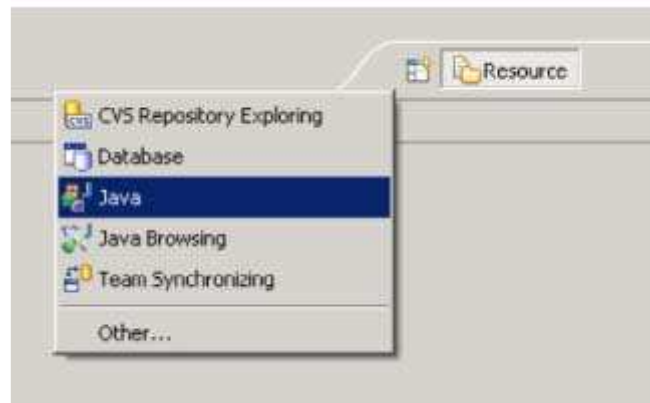 Resource
CVS Repository Exploring
Database
Java
Java Browsing
Team Synchronizing
Other...